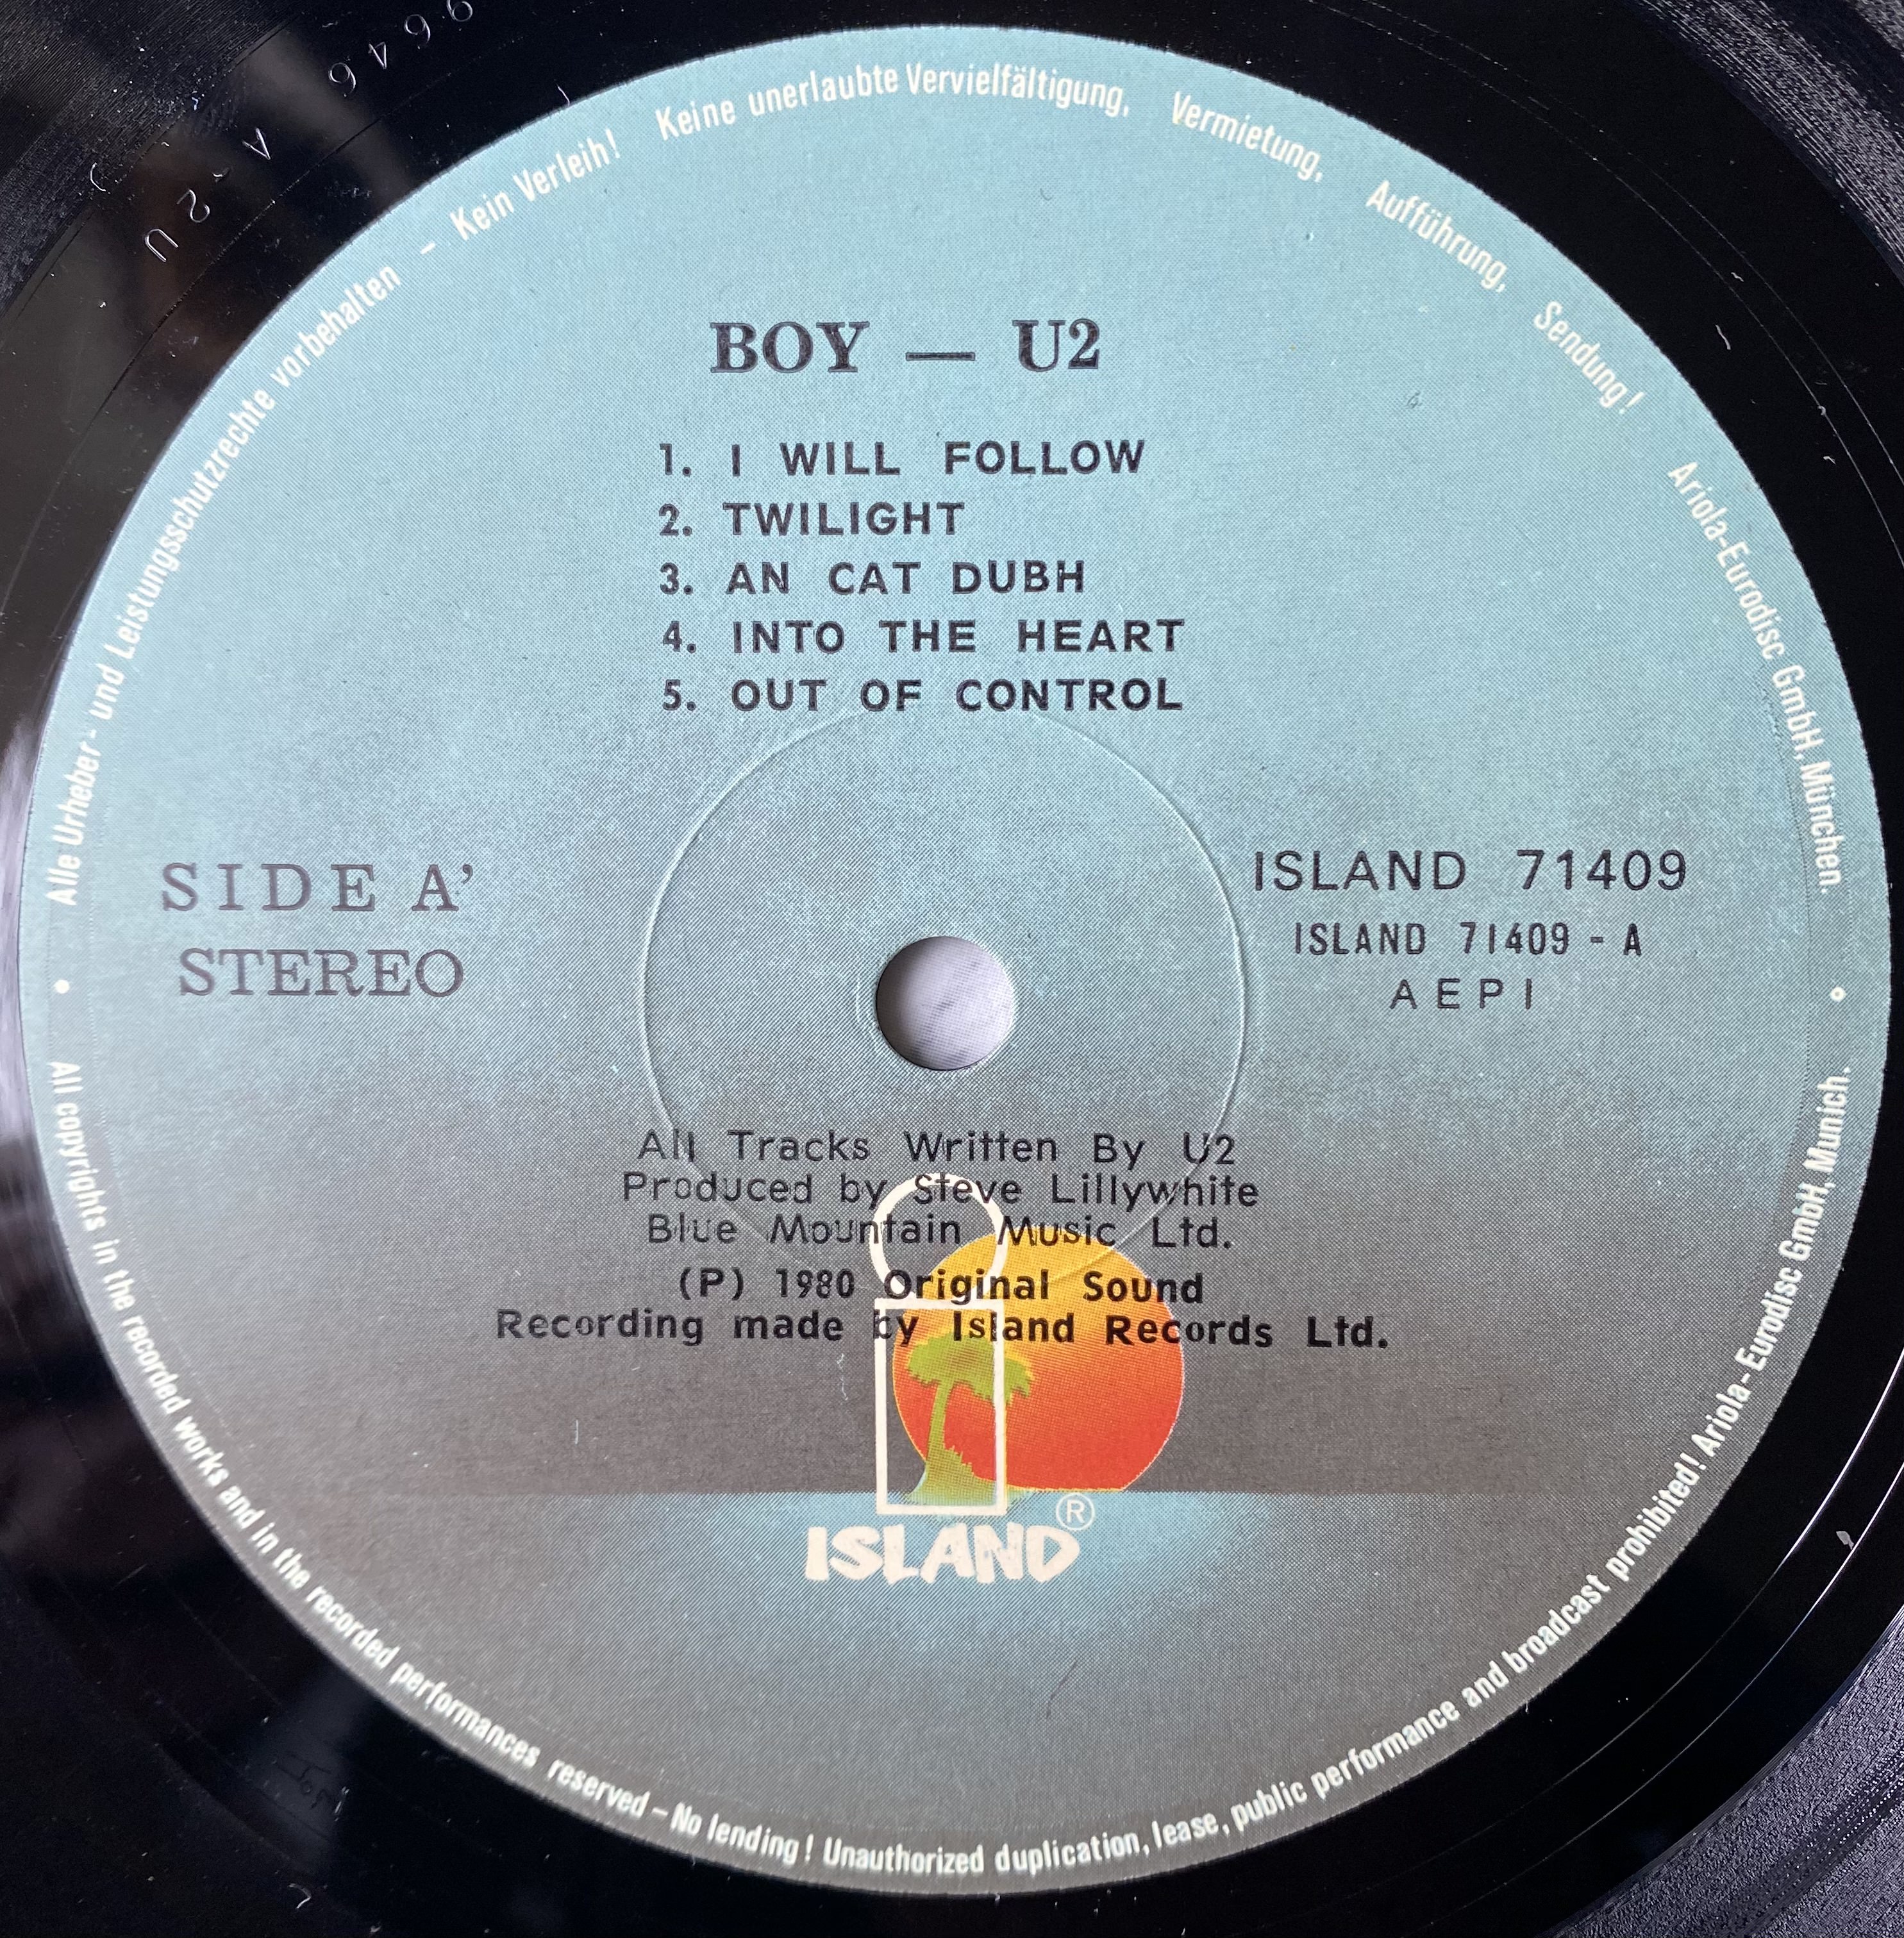 Alle Urheber- und Leistungsschutzrechte vorbehalten – Kein Verleih! Keine unerlaubte Vervielfältigung, Vermietung, Aufführung, Sendung! Ariola-Eurodisc GmbH, München.
BOY — U2
1. I WILL FOLLOW
2. TWILIGHT
3. AN CAT DUBH
4. INTO THE HEART
5. OUT OF CONTROL
SIDE A'
STEREO
ISLAND 71409
ISLAND 71409 - A
AEPI
All Tracks Written By U2
Produced by Steve Lillywhite
Blue Mountain Music Ltd.
(P) 1980 Original Sound
Recording made by Island Records Ltd.
ISLAND®
All copyrights in the recorded works and in the recorded performances reserved – No lending! Unauthorized duplication, lease, public performance and broadcast prohibited! Ariola-Eurodisc GmbH, Munich.